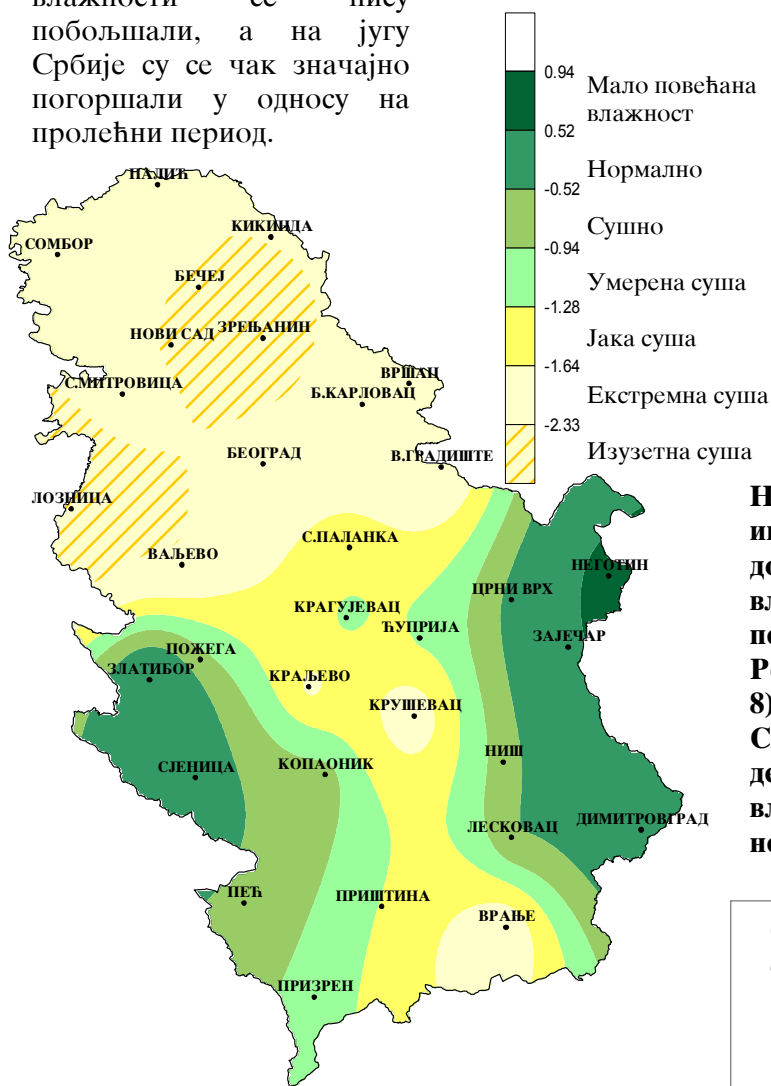 побољшали, а на југу
Србије су се чак значајно
погоршали у односу на
пролећни период.
0.94
Мало повећана
влажност
0.52
Нормално
-0.52
Сушно
-0.94
Умерена суша
-1.28
Јака суша
-1.64
Екстремна суша
-2.33
Изузетна суша
ПАЛИЋ
КИКИНДА
СОМБОР
БЕЧЕЈ
НОВИ САД
ЗРЕЊАНИН
ВРШАЦ
С.МИТРОВИЦА
Б.КАРЛОВАЦ
БЕОГРАД
В.ГРАДИШТЕ
ЛОЗНИЦА
С.ПАЛАНКА
ВАЉЕВО
НЕГОТИН
ЦРНИ ВРХ
КРАГУЈЕВАЦ
ЋУПРИЈА
ЗАЈЕЧАР
ПОЖЕГА
ЗЛАТИБОР
КРАЉЕВО
КРУШЕВАЦ
НИШ
СЈЕНИЦА
КОПАОНИК
ЛЕСКОВАЦ
ДИМИТРОВГРАД
ПЕЋ
ПРИШТИНА
ВРАЊЕ
ПРИЗРЕН
8)